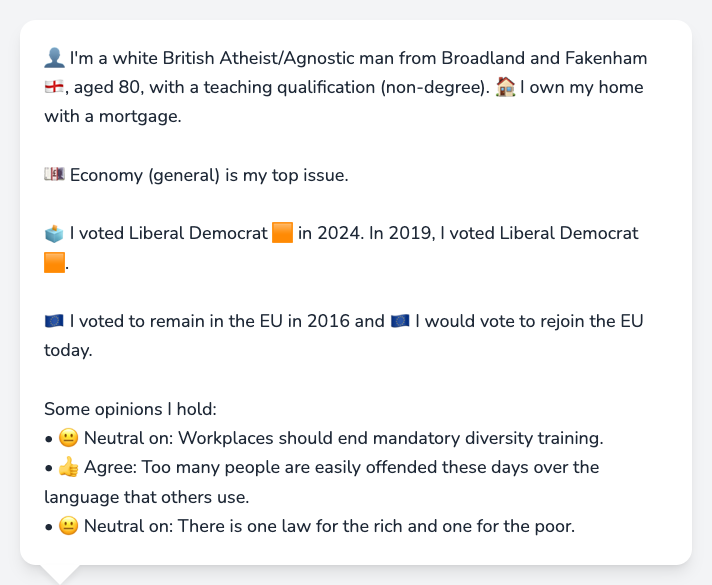 👤 I'm a white British Atheist/Agnostic man from Broadland and Fakenham
🏴󠁧󠁢󠁥󠁮󠁧󠁿, aged 80, with a teaching qualification (non-degree). 🏠 I own my home
with a mortgage.
💷 Economy (general) is my top issue.
🗳️ I voted Liberal Democrat 🟧 in 2024. In 2019, I voted Liberal Democrat
🟧.
🇪🇺 I voted to remain in the EU in 2016 and 🇪🇺 I would vote to rejoin the EU
today.
Some opinions I hold:
• 😐 Neutral on: Workplaces should end mandatory diversity training.
• 👍 Agree: Too many people are easily offended these days over the
language that others use.
• 😐 Neutral on: There is one law for the rich and one for the poor.